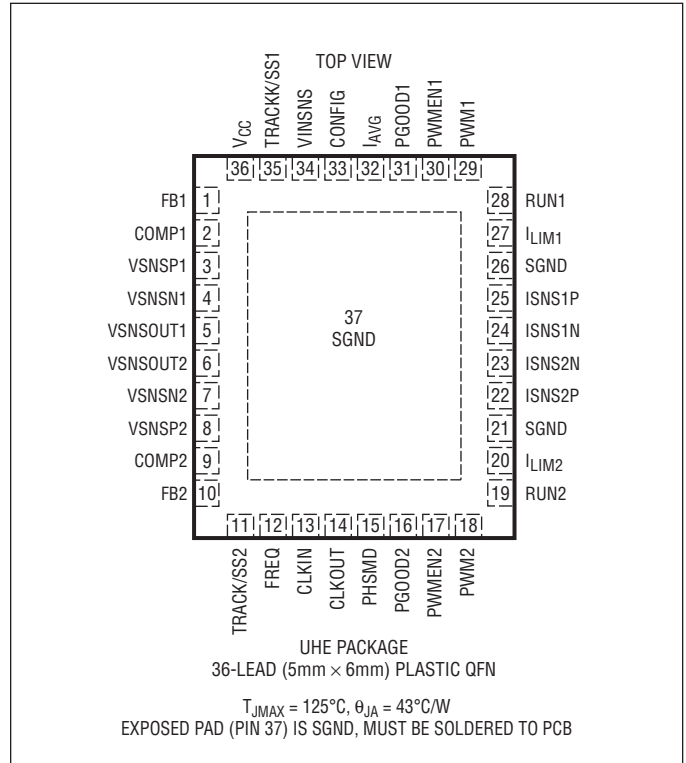 TOP VIEW
VCC
TRACKK/SS1
VINSNS
CONFIG
IAVG
PGOOD1
PWMEN1
PWM1
36 35 34 33 32 31 30 29
FB1 1
COMP1 2
VSNSP1 3
VSNSN1 4
VSNSOUT1 5
VSNSOUT2 6
VSNSN2 7
VSNSP2 8
COMP2 9
FB2 10
37
SGND
28 RUN1
27 ILIM1
26 SGND
25 ISNS1P
24 ISNS1N
23 ISNS2N
22 ISNS2P
21 SGND
20 ILIM2
19 RUN2
11 12 13 14 15 16 17 18
TRACK/SS2
FREQ
CLKIN
CLKOUT
PHSMD
PGOOD2
PWMEN2
PWM2
UHE PACKAGE
36-LEAD (5mm × 6mm) PLASTIC QFN
TJMAX = 125°C, θJA = 43°C/W
EXPOSED PAD (PIN 37) IS SGND, MUST BE SOLDERED TO PCB